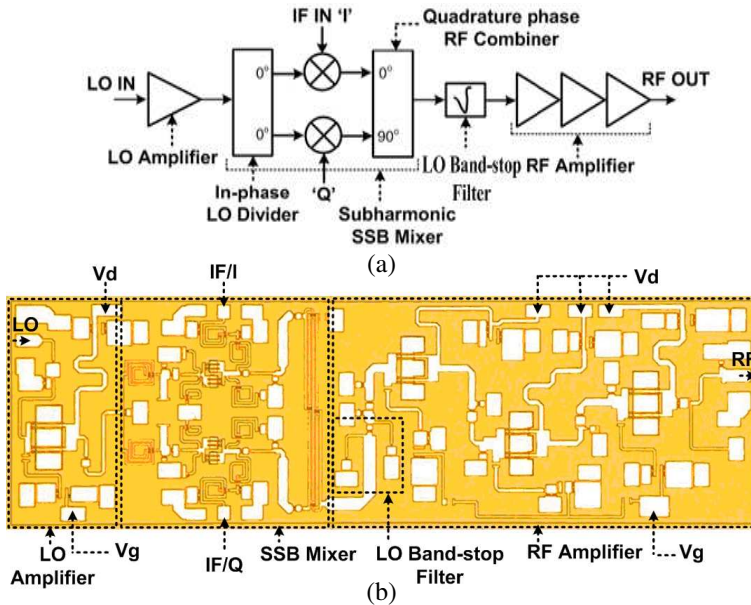 Quadrature phase
RF Combiner
IF IN 'I'
LO IN
0°
0°
0°
90°
RF OUT
LO Amplifier
In-phase
LO Divider
'Q'
Subharmonic
SSB Mixer
LO Band-stop
Filter
RF Amplifier
(a)
Vd
IF/I
Vd
LO
RF
LO
Amplifier
Vg
IF/Q
SSB Mixer
LO Band-stop
Filter
RF Amplifier
Vg
(b)